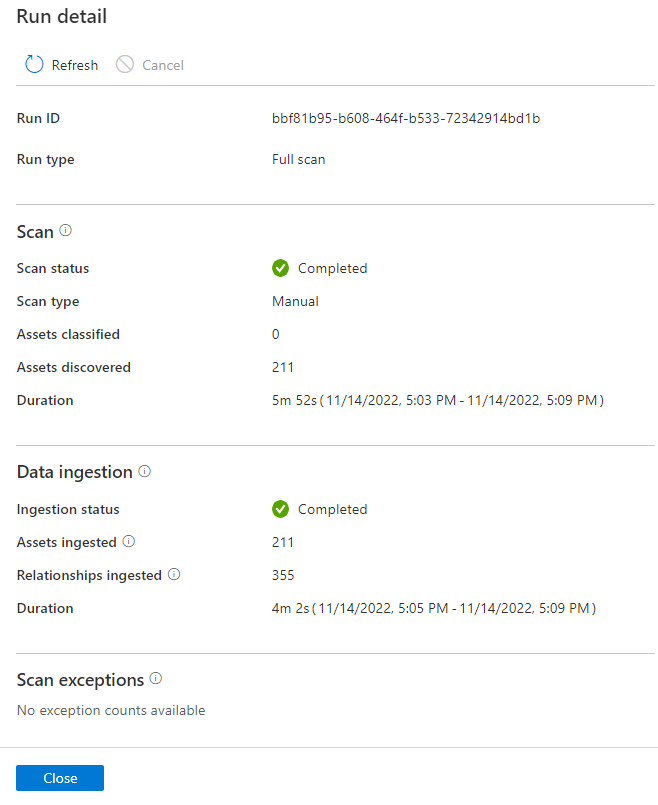 Run detail
Refresh Cancel
Run ID bbf81b95-b608-464f-b533-72342914bd1b
Run type Full scan
Scan
Scan status Completed
Scan type Manual
Assets classified 0
Assets discovered 211
Duration 5m 52s ( 11/14/2022, 5:03 PM - 11/14/2022, 5:09 PM )
Data ingestion
Ingestion status Completed
Assets ingested 211
Relationships ingested 355
Duration 4m 2s ( 11/14/2022, 5:05 PM - 11/14/2022, 5:09 PM )
Scan exceptions
No exception counts available
Close